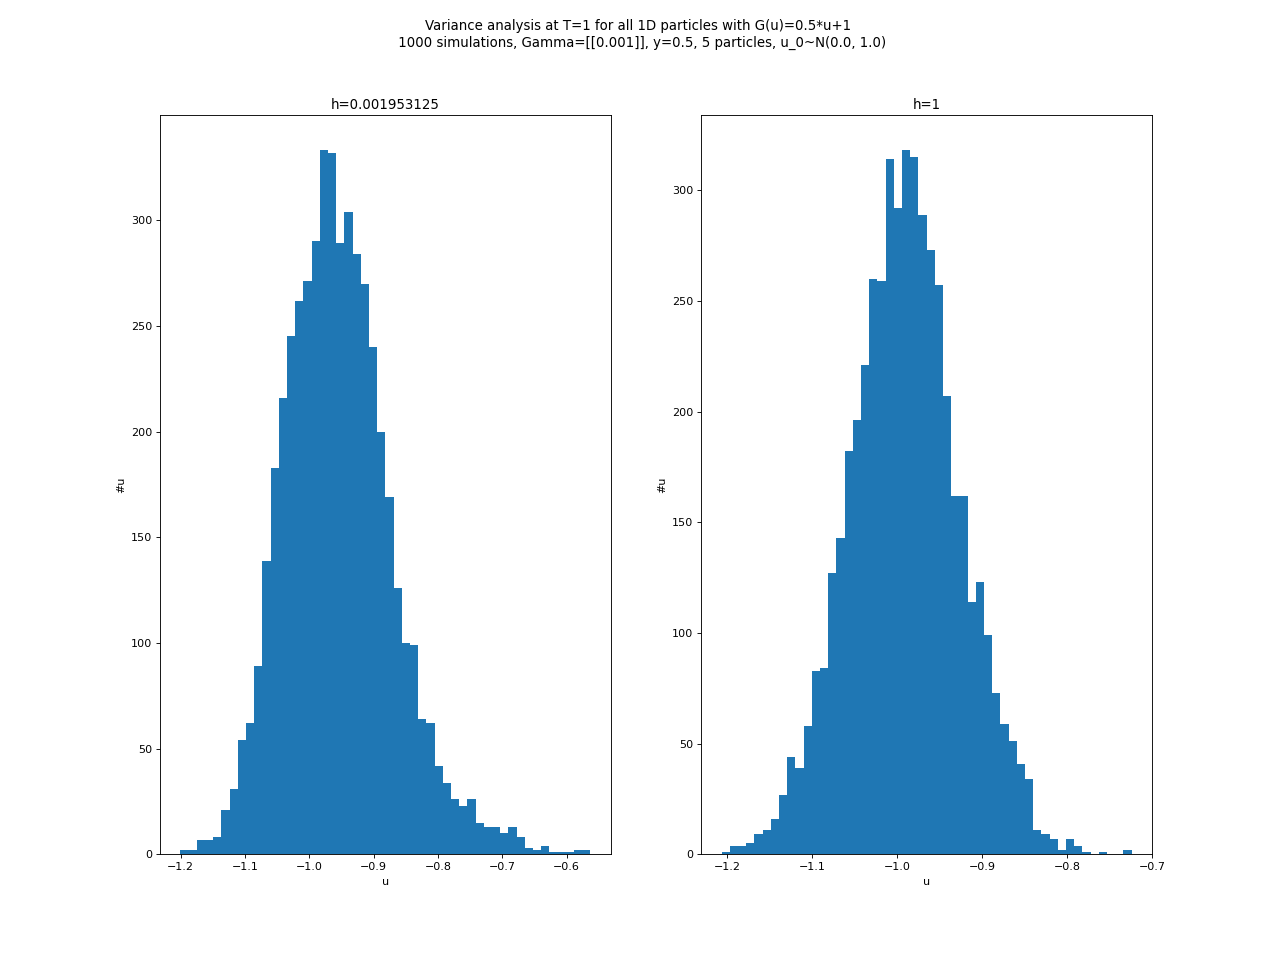 Variance analysis at T=1 for all 1D particles with G(u)=0.5*u+1
1000 simulations, Gamma=[[0.001]], y=0.5, 5 particles, u_0~N(0.0, 1.0)
h=0.001953125
300
250
200
150
100
50
0
#u
−1.2 −1.1 −1.0 −0.9 −0.8 −0.7 −0.6
u
h=1
300
250
200
150
100
50
0
#u
−1.2 −1.1 −1.0 −0.9 −0.8 −0.7
u